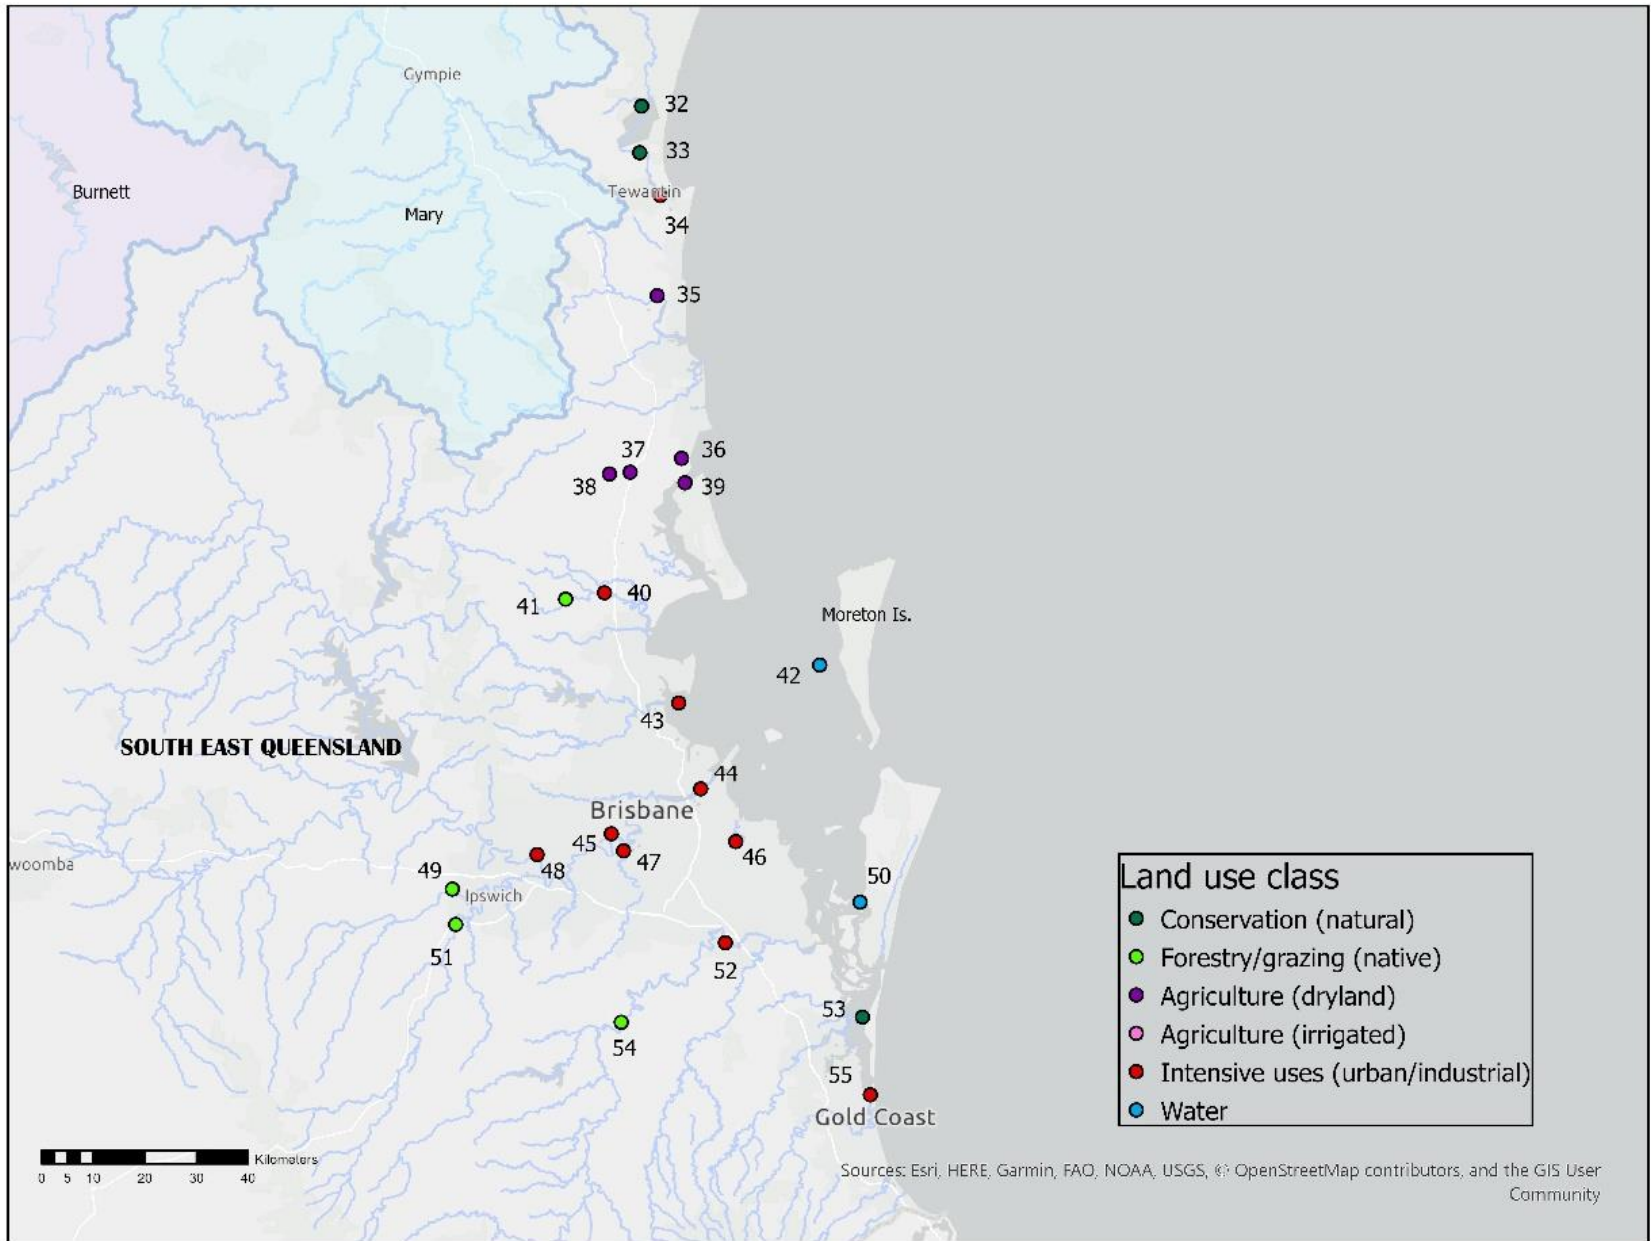 Gympie
32
33
Burnett
Tewantin
Mary
34
35
37
36
38
39
41
40
Moreton Is.
42
43
SOUTH EAST QUEENSLAND
44
Brisbane
45
47
46
48
woomba
49
50
Ipswich
51
52
53
54
55
Gold Coast
Land use class
Conservation (natural)
Forestry/grazing (native)
Agriculture (dryland)
Agriculture (irrigated)
Intensive uses (urban/industrial)
Water
Kilometers
0 5 10 20 30 40
Sources: Esri, HERE, Garmin, FAO, NOAA, USGS, © OpenStreetMap contributors, and the GIS User
Community